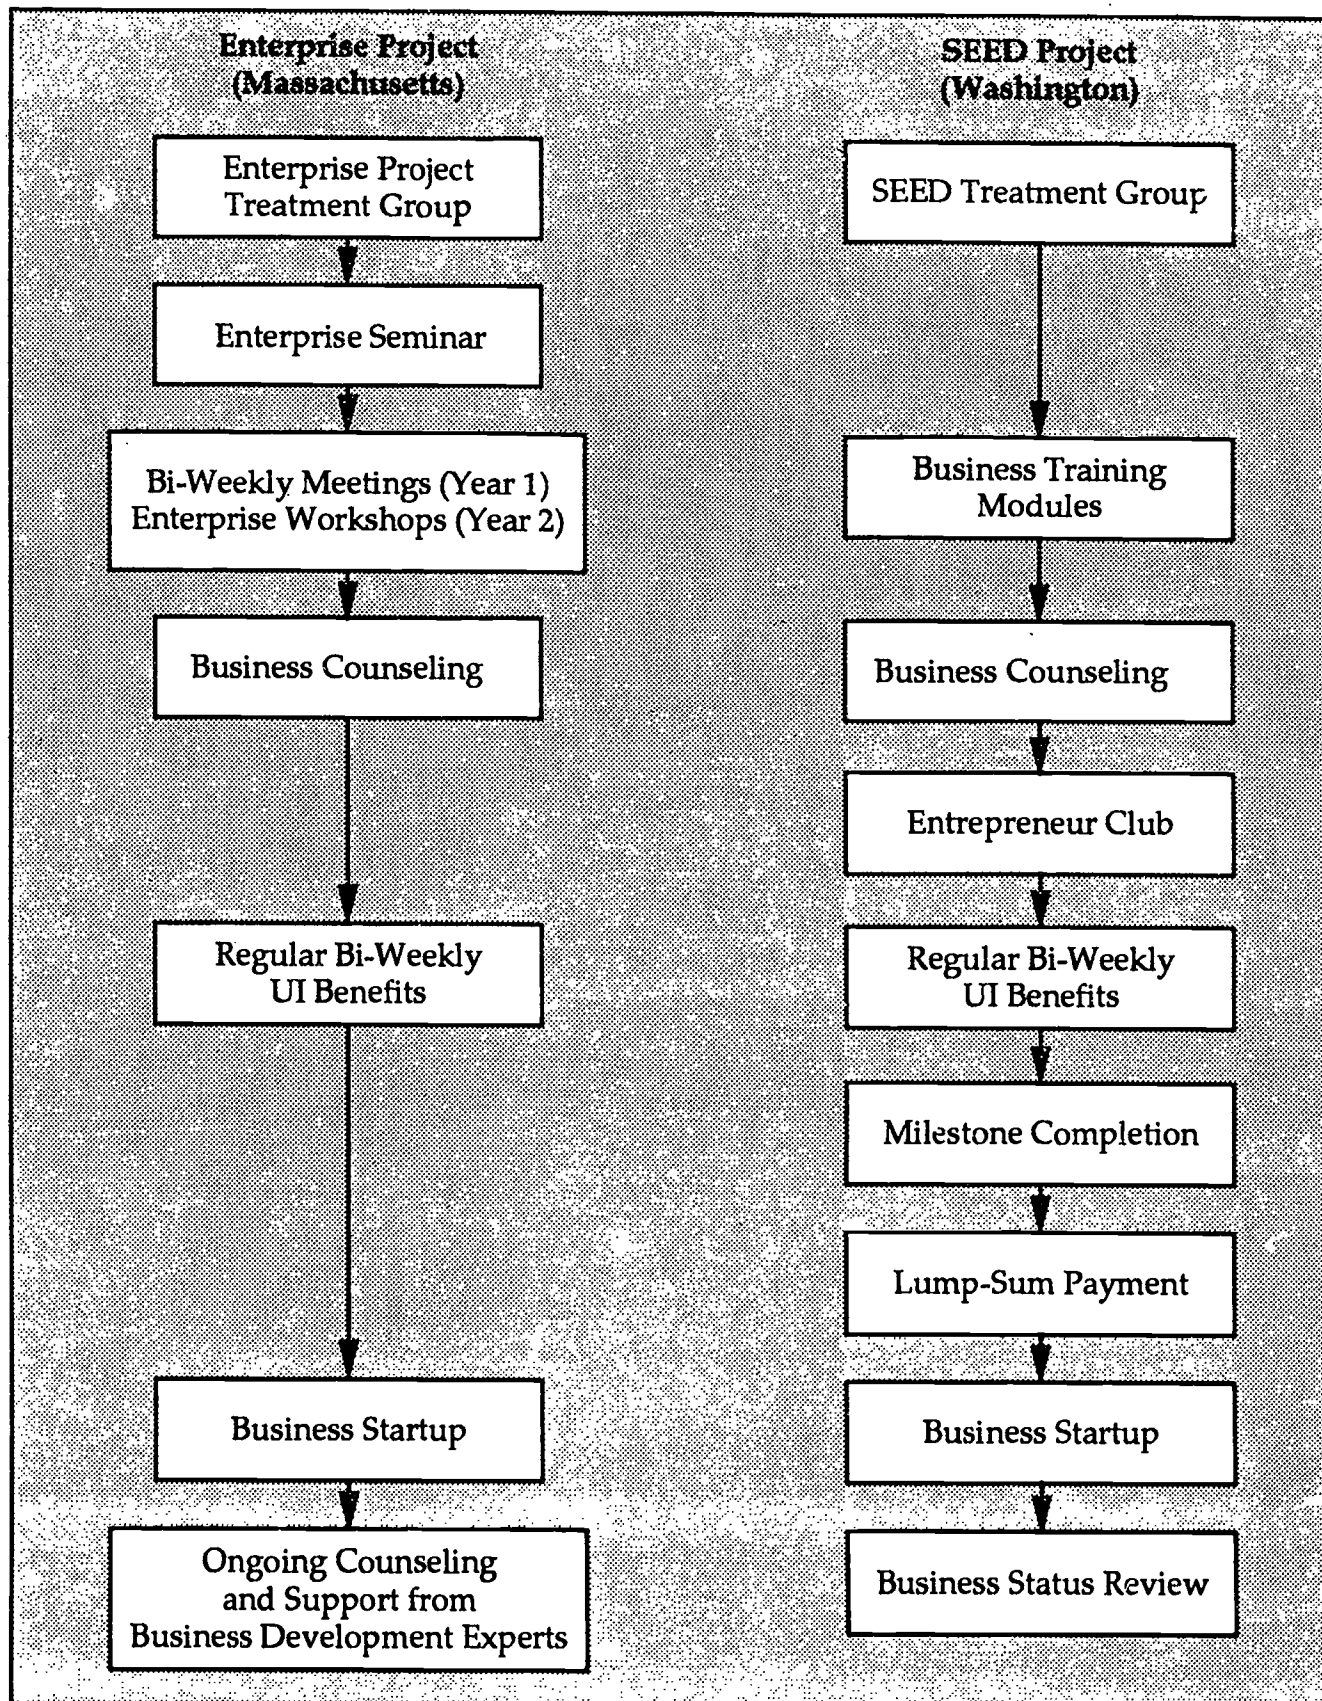 Enterprise Project
(Massachusetts)
Enterprise Project
Treatment Group
Enterprise Seminar
Bi-Weekly Meetings (Year 1)
Enterprise Workshops (Year 2)
Business Counseling
Regular Bi-Weekly
UI Benefits
Business Startup
Ongoing Counseling
and Support from
Business Development Experts
SEED Project
(Washington)
SEED Treatment Group
Business Training
Modules
Business Counseling
Entrepreneur Club
Regular Bi-Weekly
UI Benefits
Milestone Completion
Lump-Sum Payment
Business Startup
Business Status Review